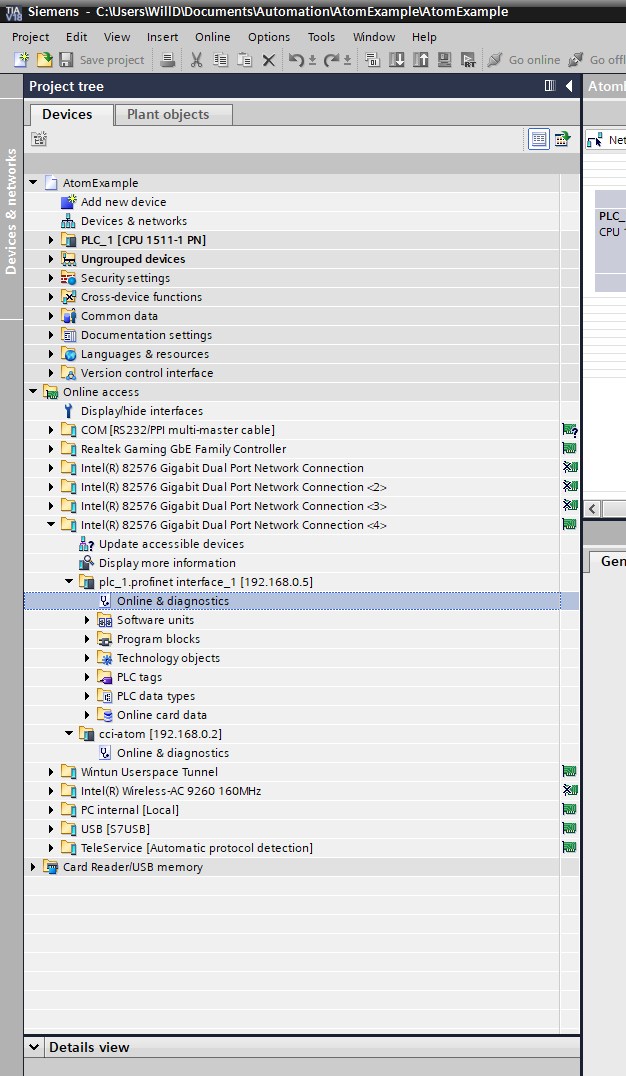 TIA V18 Siemens - C:\Users\WillD\Documents\Automation\AtomExample\AtomExample
Project Edit View Insert Online Options Tools Window Help
Save project Go online Go offl
Project tree
Devices Plant objects
Devices & networks
AtomExample
Add new device
Devices & networks
PLC_1 [CPU 1511-1 PN]
Ungrouped devices
Security settings
Cross-device functions
Common data
Documentation settings
Languages & resources
Version control interface
Online access
Display/hide interfaces
COM [RS232/PPI multi-master cable]
Realtek Gaming GbE Family Controller
Intel(R) 82576 Gigabit Dual Port Network Connection
Intel(R) 82576 Gigabit Dual Port Network Connection <2>
Intel(R) 82576 Gigabit Dual Port Network Connection <3>
Intel(R) 82576 Gigabit Dual Port Network Connection <4>
Update accessible devices
Display more information
plc_1.profinet interface_1 [192.168.0.5]
Online & diagnostics
Software units
Program blocks
Technology objects
PLC tags
PLC data types
Online card data
cci-atom [192.168.0.2]
Online & diagnostics
Wintun Userspace Tunnel
Intel(R) Wireless-AC 9260 160MHz
PC internal [Local]
USB [S7USB]
TeleService [Automatic protocol detection]
Card Reader/USB memory
Details view
Net
PLC_
CPU
Gen